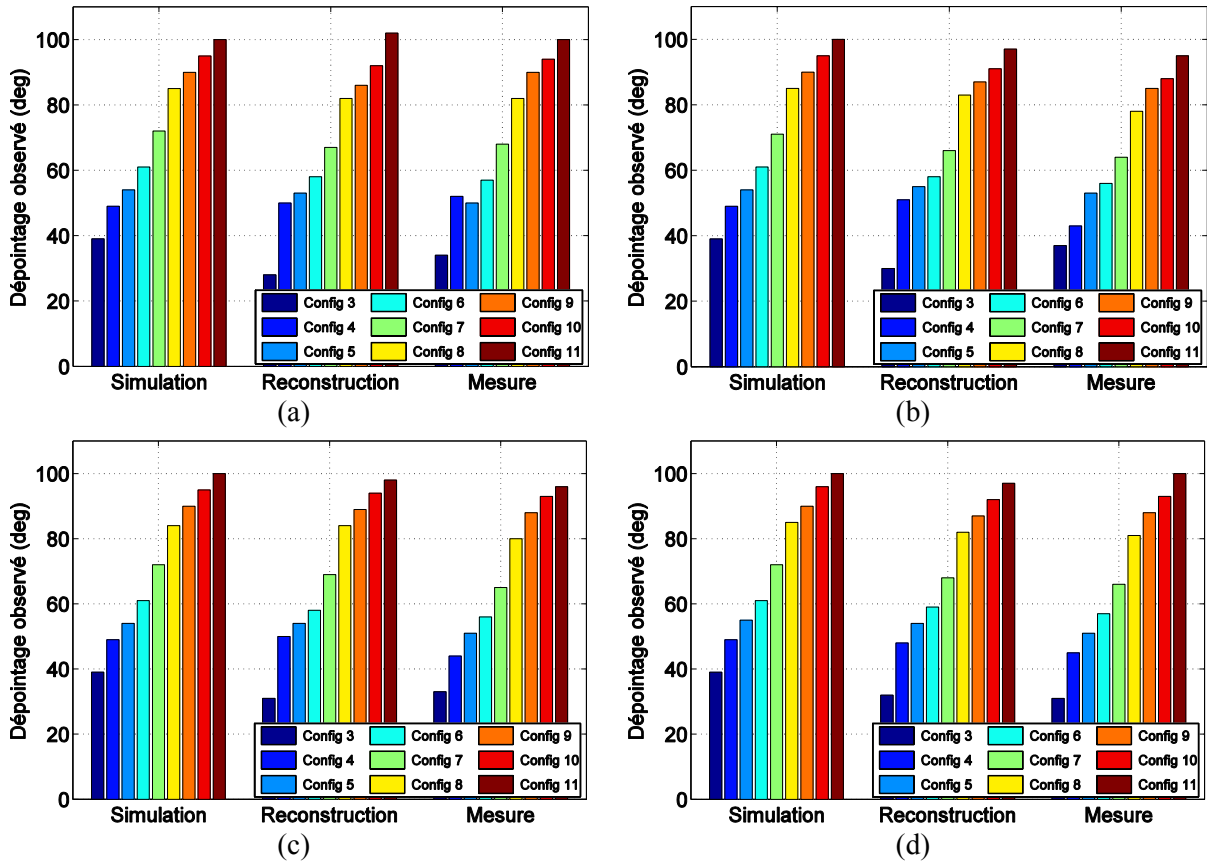 Dépointage observé (deg)
100
80
60
40
20
0
Config 3 Config 6 Config 9
Config 4 Config 7 Config 10
Config 5 Config 8 Config 11
Simulation Reconstruction Mesure
(a)
Dépointage observé (deg)
100
80
60
40
20
0
Config 3 Config 6 Config 9
Config 4 Config 7 Config 10
Config 5 Config 8 Config 11
Simulation Reconstruction Mesure
(b)
Dépointage observé (deg)
100
80
60
40
20
0
Config 3 Config 6 Config 9
Config 4 Config 7 Config 10
Config 5 Config 8 Config 11
Simulation Reconstruction Mesure
(c)
Dépointage observé (deg)
100
80
60
40
20
0
Config 3 Config 6 Config 9
Config 4 Config 7 Config 10
Config 5 Config 8 Config 11
Simulation Reconstruction Mesure
(d)